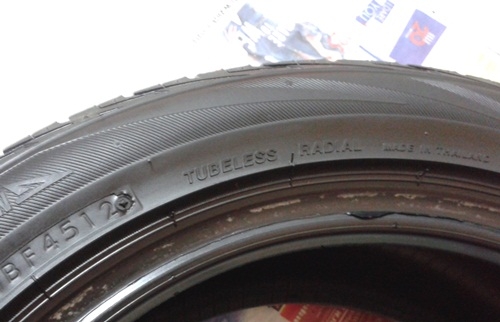 TUBELESS RADIAL MADE IN THAILAND
BF4512